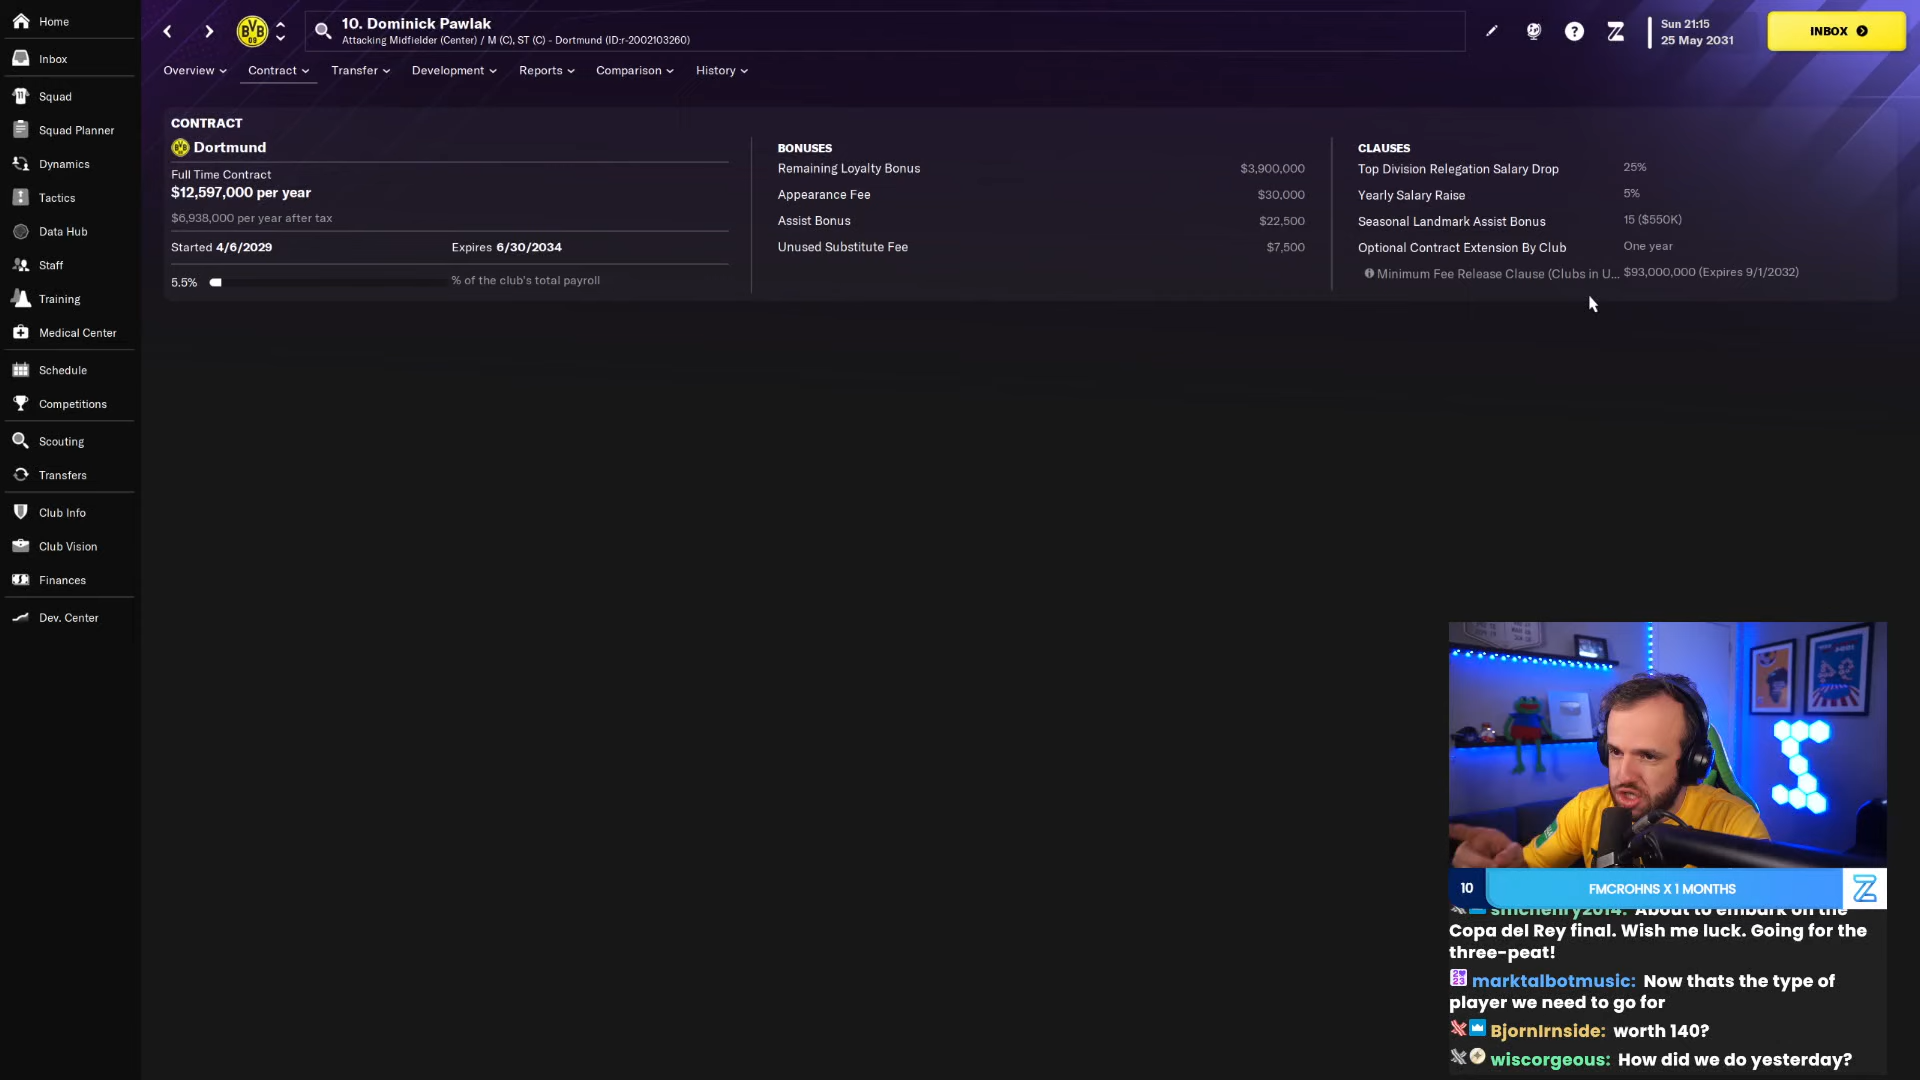 Home
Inbox
Squad
Squad Planner
Dynamics
Tactics
Data Hub
Staff
Training
Medical Center
Schedule
Competitions
Scouting
Transfers
Club Info
Club Vision
Finances
Dev. Center
BVB 09
10. Dominick Pawlak
Attacking Midfielder (Center) / M (C), ST (C) - Dortmund (ID:r-2002103260)
Sun 21:15
25 May 2031
INBOX
Overview Contract Transfer Development Reports Comparison History
CONTRACT
Dortmund
Full Time Contract
$12,597,000 per year
$6,938,000 per year after tax
Started 4/6/2029 Expires 6/30/2034
5.5% % of the club's total payroll
BONUSES
Remaining Loyalty Bonus $3,900,000
Appearance Fee $30,000
Assist Bonus $22,500
Unused Substitute Fee $7,500
CLAUSES
Top Division Relegation Salary Drop 25%
Yearly Salary Raise 5%
Seasonal Landmark Assist Bonus 15 ($550K)
Optional Contract Extension By Club One year
Minimum Fee Release Clause (Clubs in U... $93,000,000 (Expires 9/1/2032)
10 FMCROHNS X 1 MONTHS
smchenry2014: About to embark on the
Copa del Rey final. Wish me luck. Going for the
three-peat!
marktalbotmusic: Now thats the type of
player we need to go for
BjornIrnside: worth 140?
wiscorgeous: How did we do yesterday?